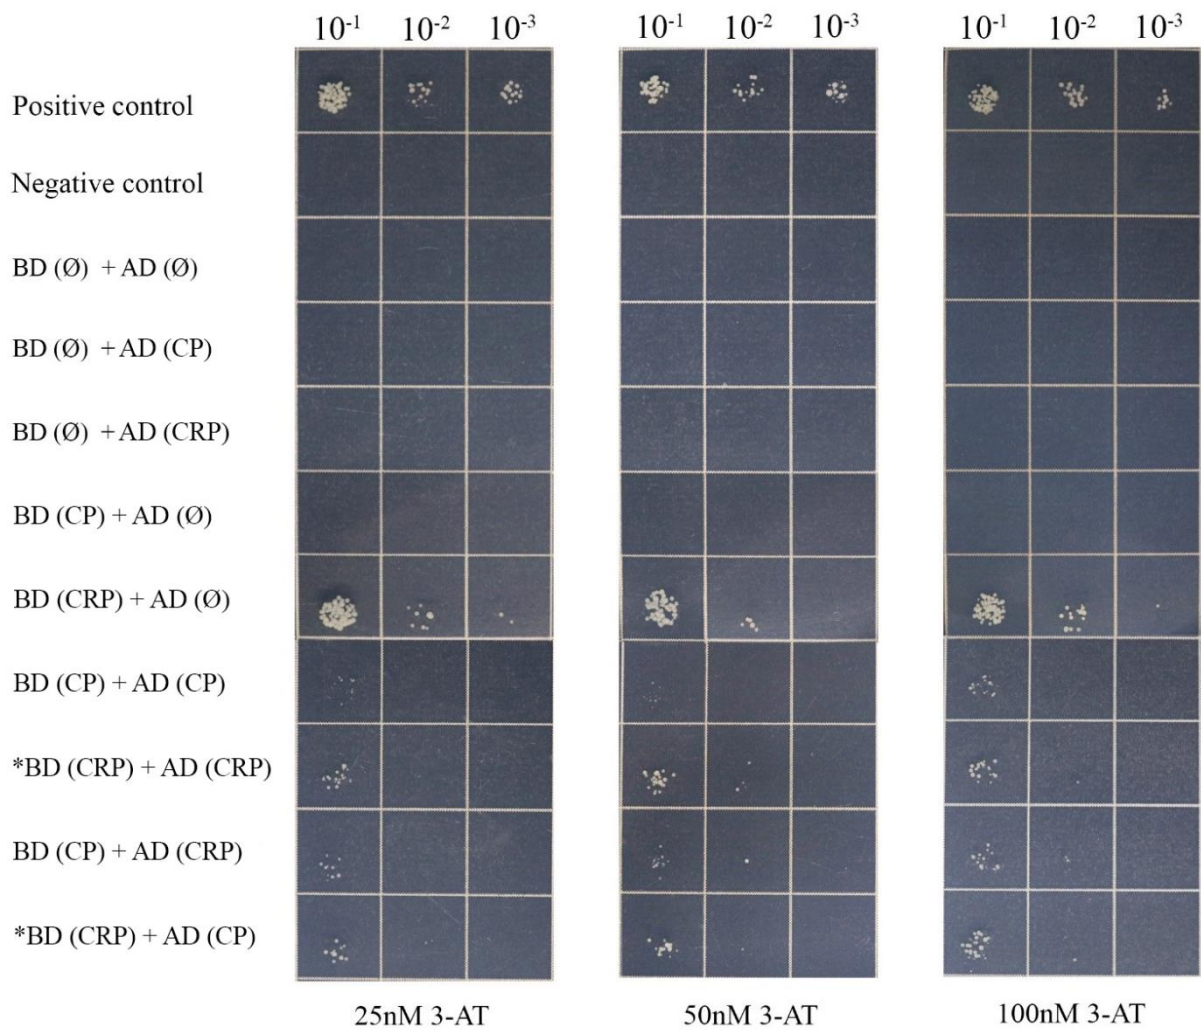 10-1 10-2 10-3 10-1 10-2 10-3 10-1 10-2 10-3
Positive control
Negative control
BD (Ø) + AD (Ø)
BD (Ø) + AD (CP)
BD (Ø) + AD (CRP)
BD (CP) + AD (Ø)
BD (CRP) + AD (Ø)
BD (CP) + AD (CP)
*BD (CRP) + AD (CRP)
BD (CP) + AD (CRP)
*BD (CRP) + AD (CP)
25nM 3-AT 50nM 3-AT 100nM 3-AT